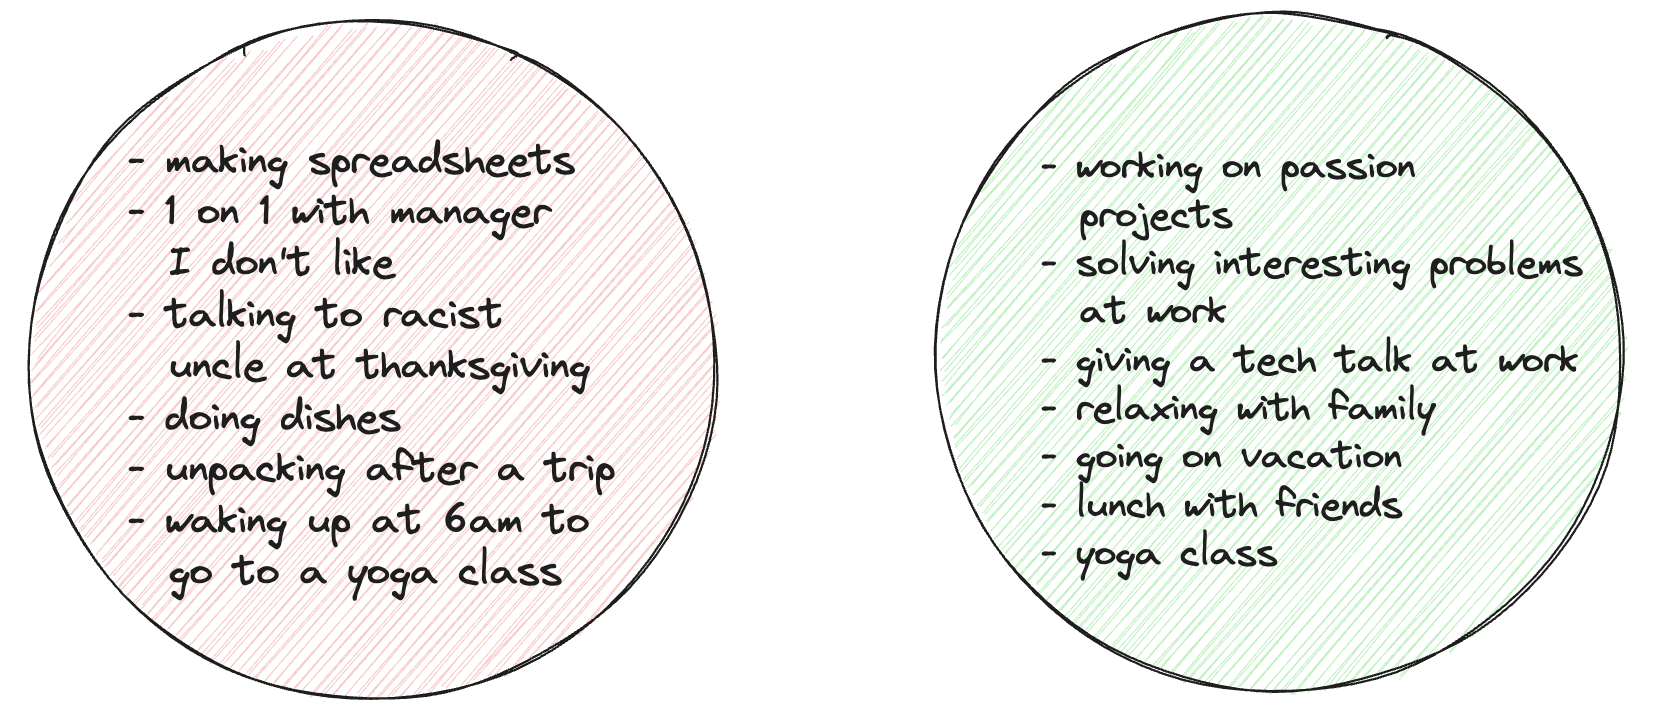 - making spreadsheets
- 1 on 1 with manager
I don't like
- talking to racist
uncle at thanksgiving
- doing dishes
- unpacking after a trip
- waking up at 6am to
go to a yoga class
- working on passion
projects
- solving interesting problems
at work
- giving a tech talk at work
- relaxing with family
- going on vacation
- lunch with friends
- yoga class